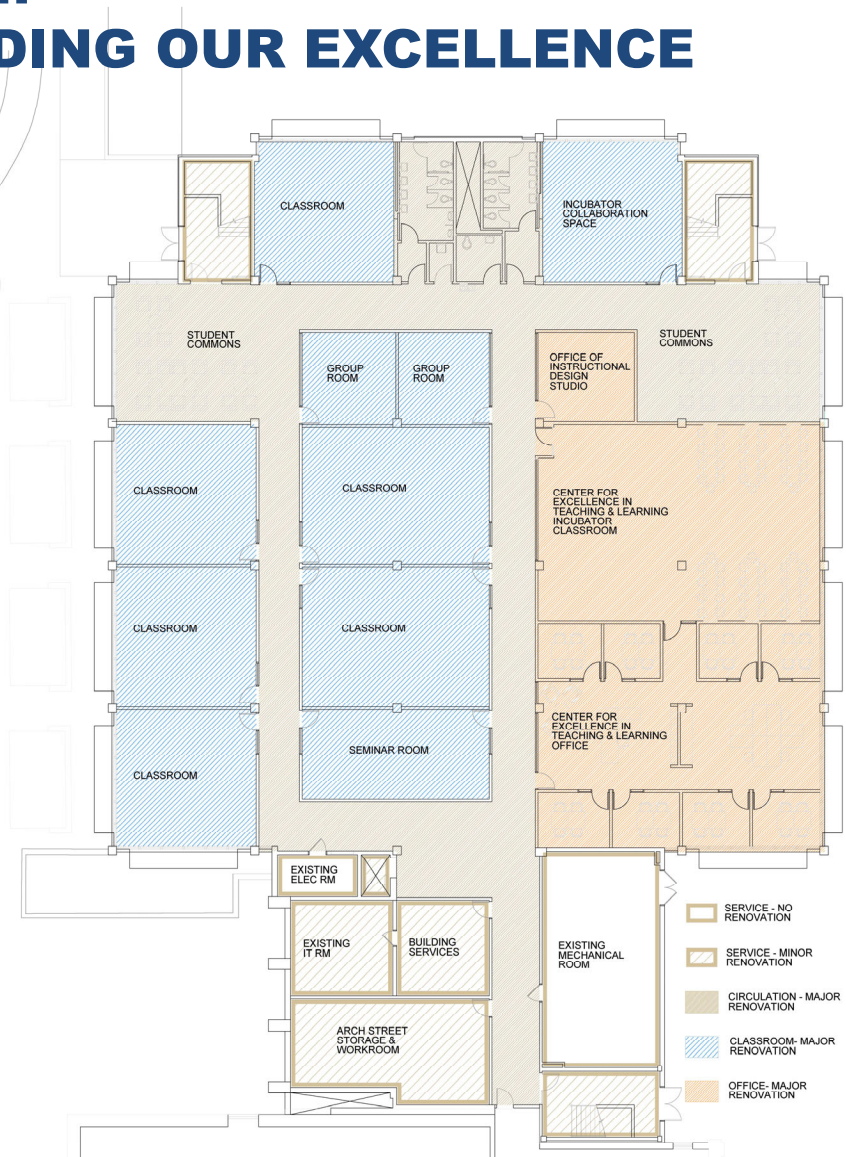 DING OUR EXCELLENCE
CLASSROOM
INCUBATOR
COLLABORATION
SPACE
STUDENT
COMMONS
STUDENT
COMMONS
GROUP
ROOM
GROUP
ROOM
OFFICE OF
INSTRUCTIONAL
DESIGN
STUDIO
CLASSROOM
CLASSROOM
CENTER FOR
EXCELLENCE IN
TEACHING & LEARNING
INCUBATOR
CLASSROOM
CLASSROOM
CLASSROOM
CENTER FOR
EXCELLENCE IN
TEACHING & LEARNING
OFFICE
SEMINAR ROOM
CLASSROOM
EXISTING
ELEC RM
EXISTING
IT RM
BUILDING
SERVICES
EXISTING
MECHANICAL
ROOM
ARCH STREET
STORAGE &
WORKROOM
SERVICE - NO
RENOVATION
SERVICE - MINOR
RENOVATION
CIRCULATION - MAJOR
RENOVATION
CLASSROOM- MAJOR
RENOVATION
OFFICE- MAJOR
RENOVATION